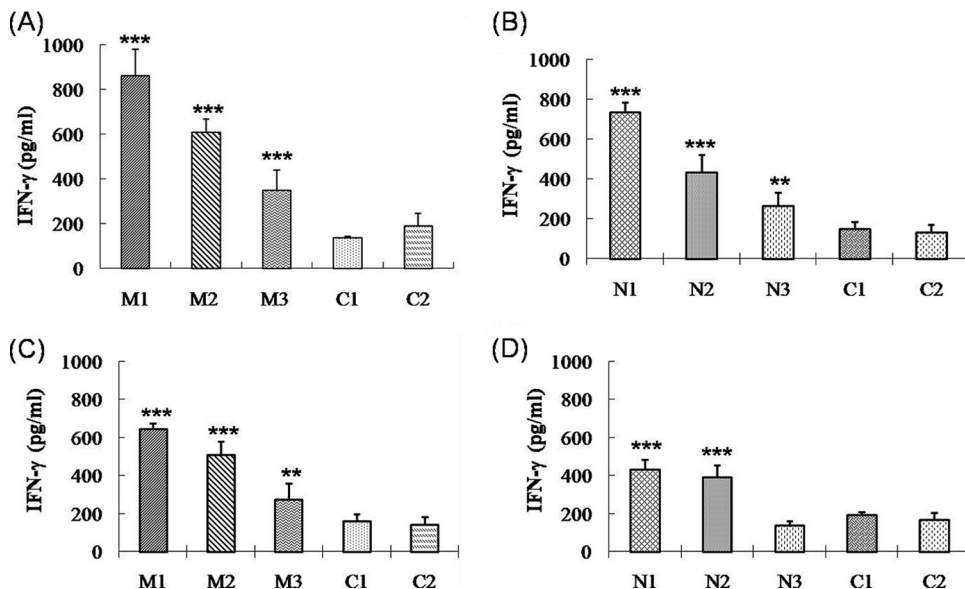 (A)
IFN-γ (pg/ml)
1000
800
600
400
200
0
***
***
***
M1 M2 M3 C1 C2
(B)
IFN-γ (pg/ml)
1000
800
600
400
200
0
***
***
**
N1 N2 N3 C1 C2
(C)
IFN-γ (pg/ml)
1000
800
600
400
200
0
***
***
**
M1 M2 M3 C1 C2
(D)
IFN-γ (pg/ml)
1000
800
600
400
200
0
***
***
N1 N2 N3 C1 C2